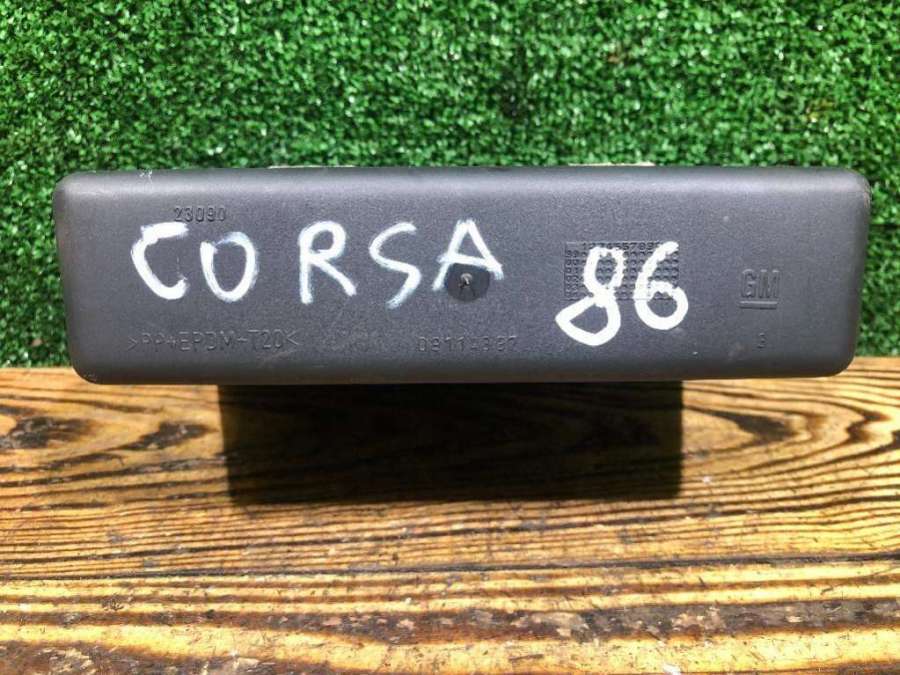 23090
CORSA 86
GM
>PP+EPDM-T20<
09114387
3